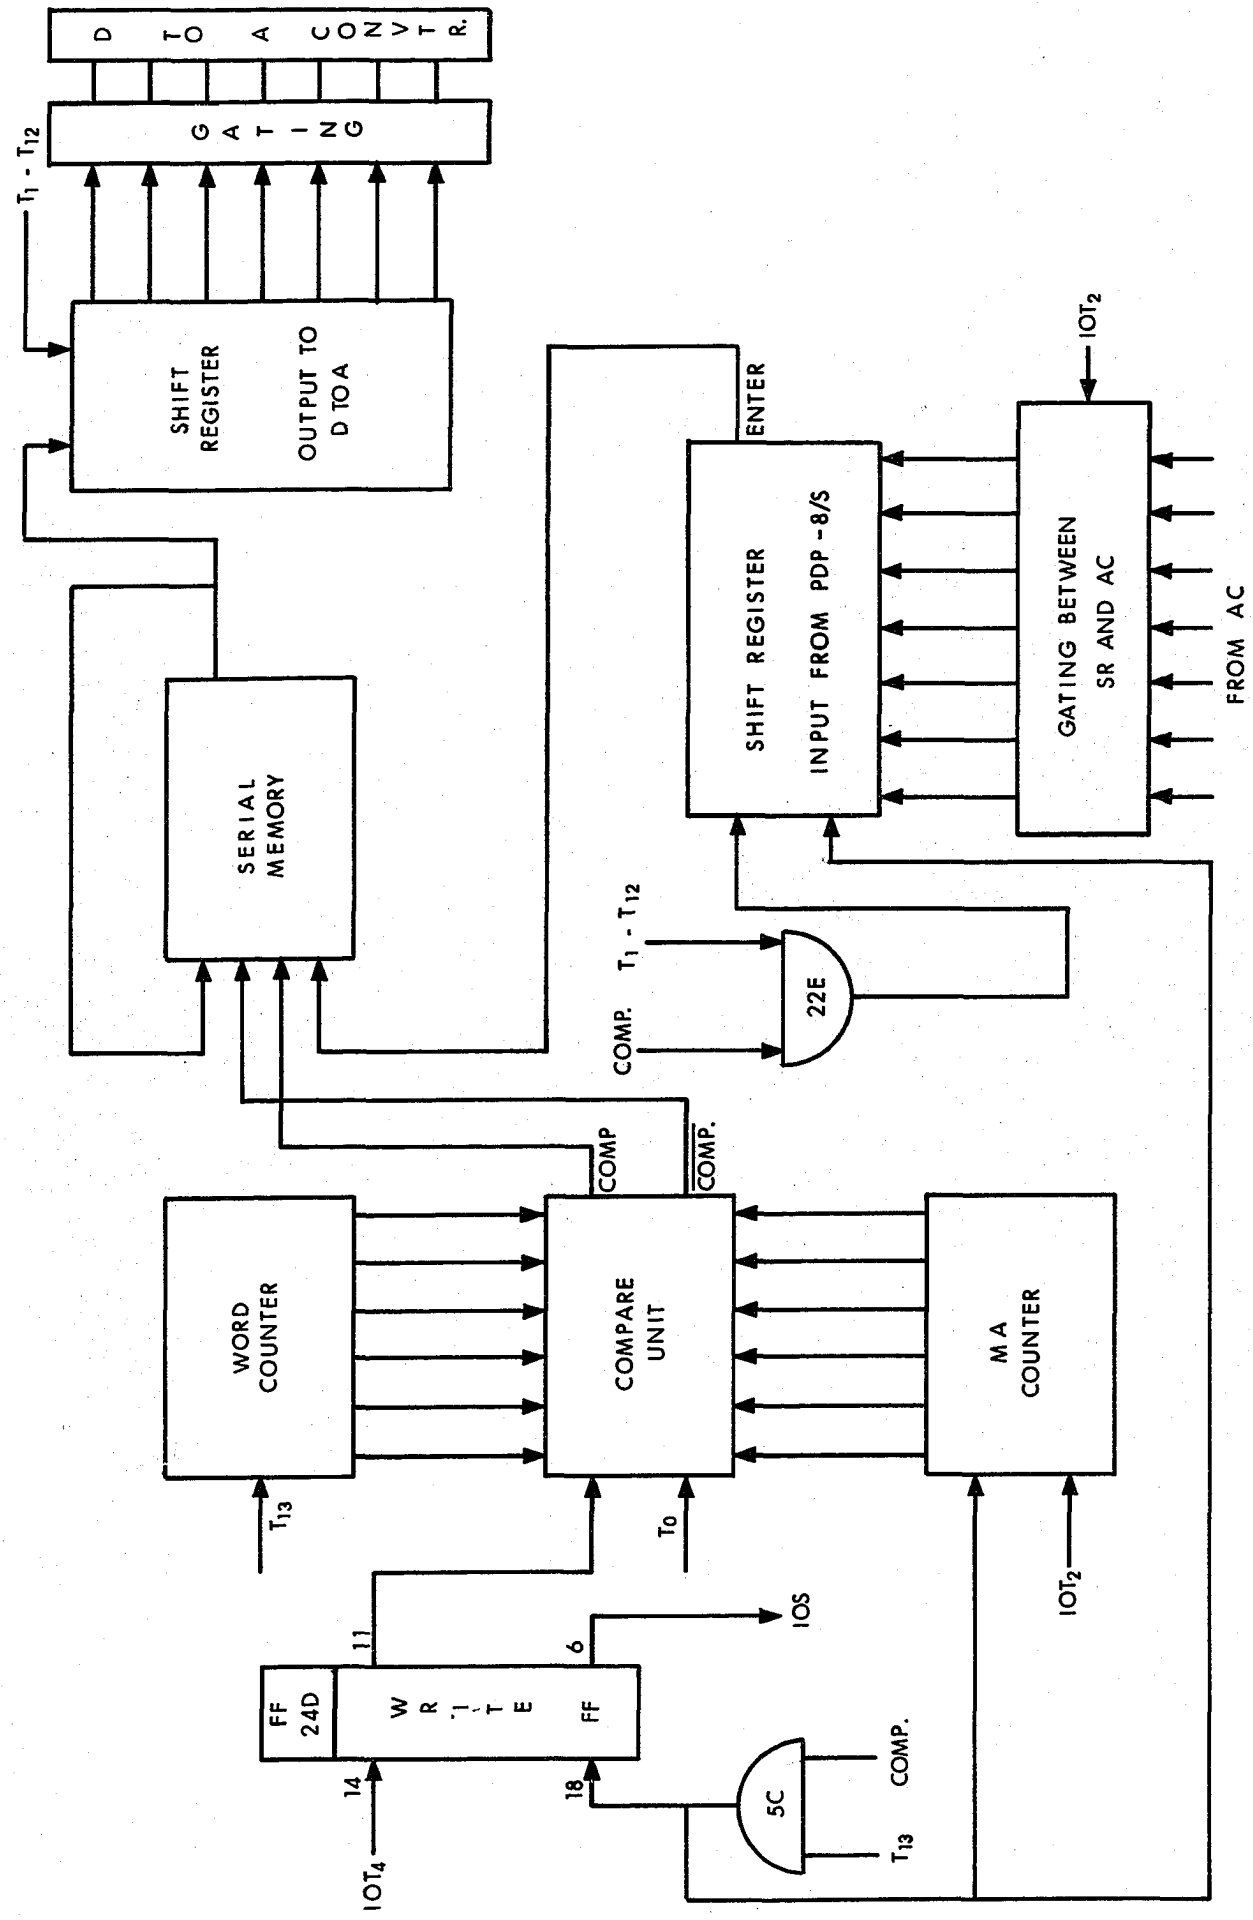 IOT4
14
18
FF
24D
WRITE
FF
11
6
IOS
T13
COMP.
5C
T13
WORD
COUNTER
T0
COMPARE
UNIT
COMP
COMP.
IOT2
MA
COUNTER
SERIAL
MEMORY
COMP.
T1 - T12
22E
SHIFT REGISTER
INPUT FROM PDP-8/S
ENTER
GATING BETWEEN
SR AND AC
FROM AC
IOT2
SHIFT
REGISTER
OUTPUT TO
D TO A
T1 - T12
GATING
D TO A CONVTR.